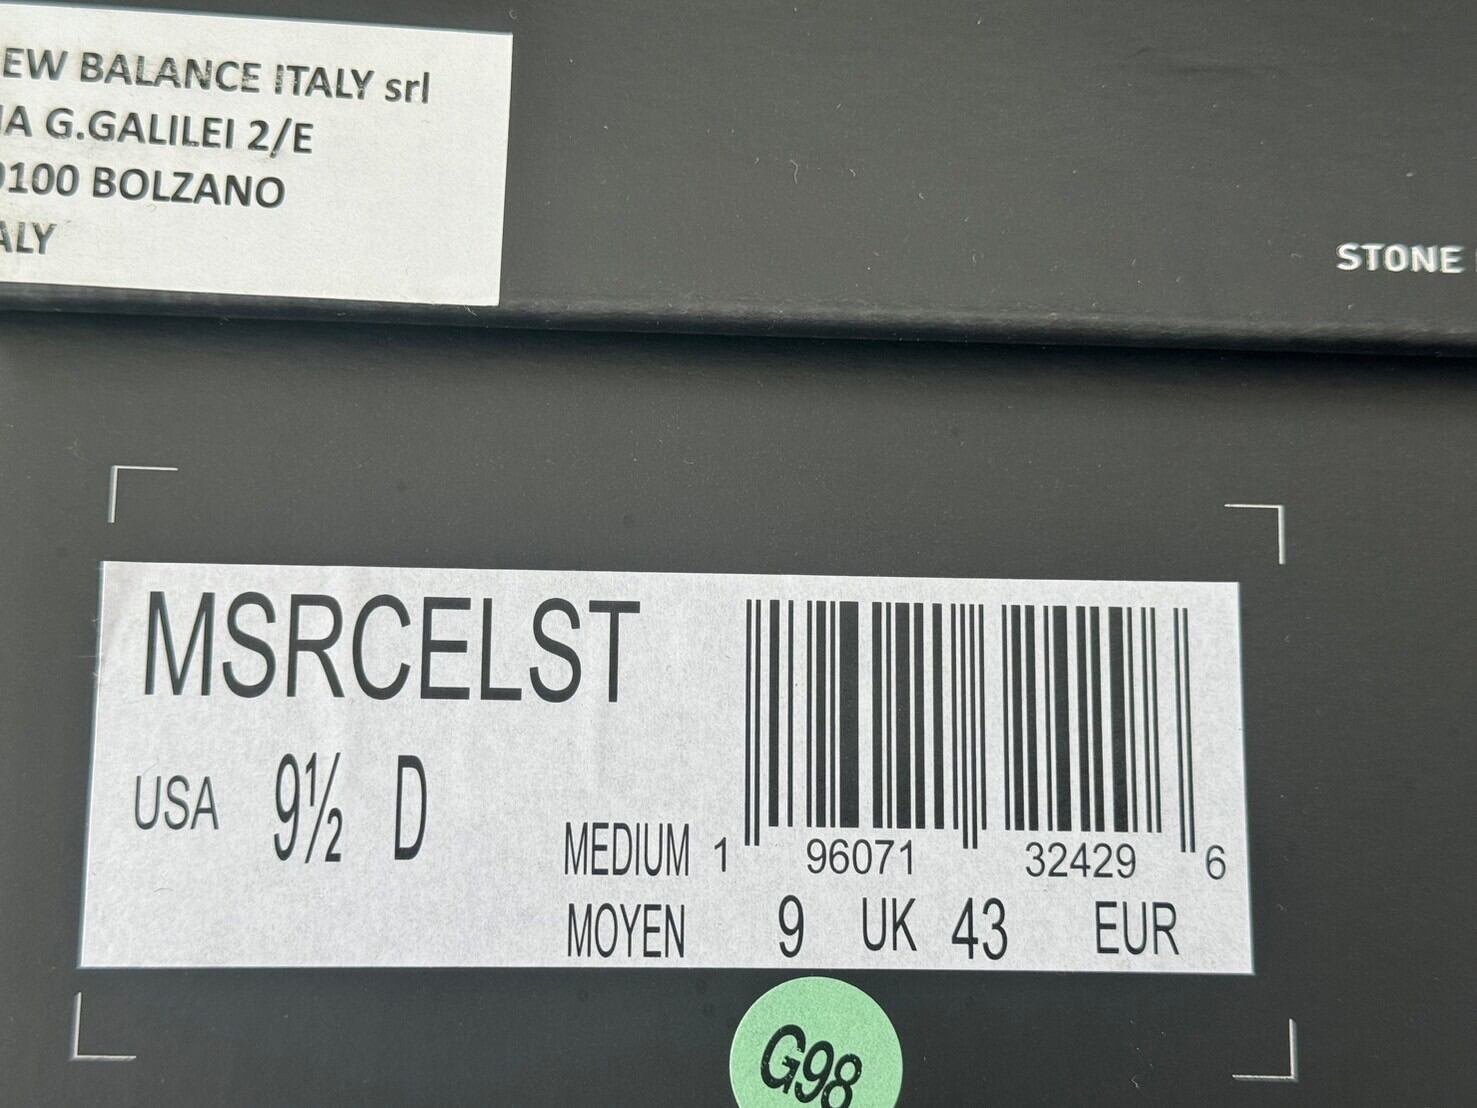 EW BALANCE ITALY srl
IA G.GALILEI 2/E
0100 BOLZANO
ALY
STONE
MSRCELST
USA 9½ D
MEDIUM 1 96071 32429 6
MOYEN 9 UK 43 EUR
G98